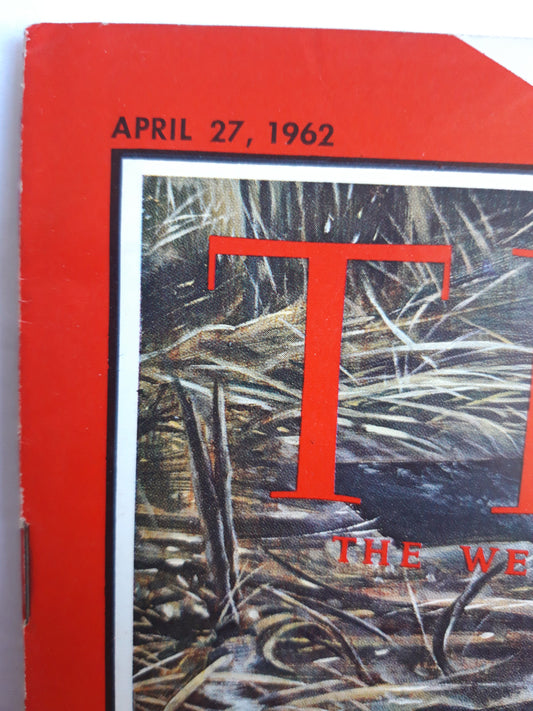 APRIL 27, 1962
T
THE WE